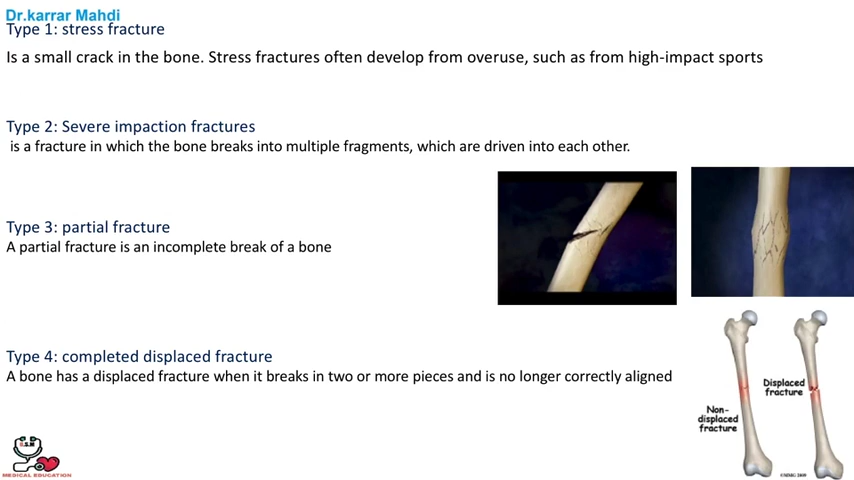 Dr.karrar Mahdi
Type 1: stress fracture
Is a small crack in the bone. Stress fractures often develop from overuse, such as from high-impact sports
Type 2: Severe impaction fractures
is a fracture in which the bone breaks into multiple fragments, which are driven into each other.
Type 3: partial fracture
A partial fracture is an incomplete break of a bone
Type 4: completed displaced fracture
A bone has a displaced fracture when it breaks in two or more pieces and is no longer correctly aligned
Displaced
fracture
Non-
displaced
fracture
MEDICAL EDUCATION